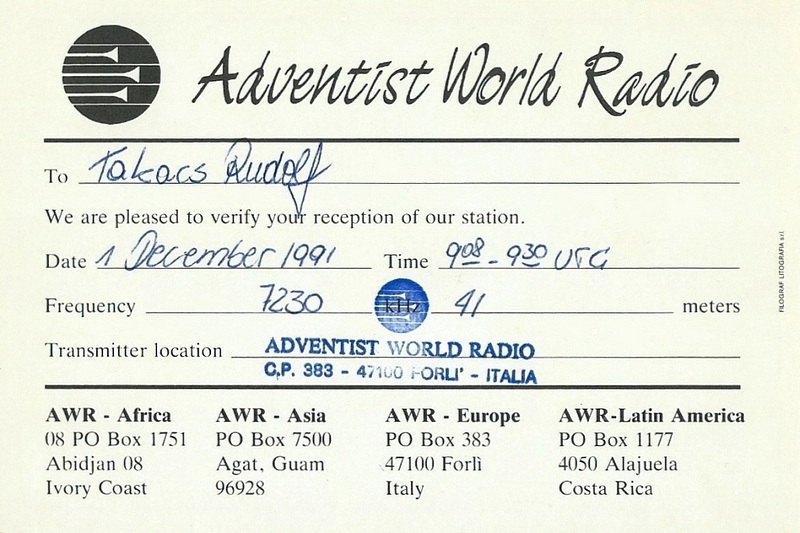 Adventist World Radio
To Takacs Rudolf
We are pleased to verify your reception of our station.
Date 1 December 1991 Time 9⁰⁸ - 9³⁰ UTC
Frequency 7230 kHz 41 meters
Transmitter location ADVENTIST WORLD RADIO
C.P. 383 - 47100 FORLI' - ITALIA
AWR - Africa
08 PO Box 1751
Abidjan 08
Ivory Coast
AWR - Asia
PO Box 7500
Agat, Guam
96928
AWR - Europe
PO Box 383
47100 Forlì
Italy
AWR-Latin America
PO Box 1177
4050 Alajuela
Costa Rica
FILOGRAF LITOGRAFIA s.r.l.